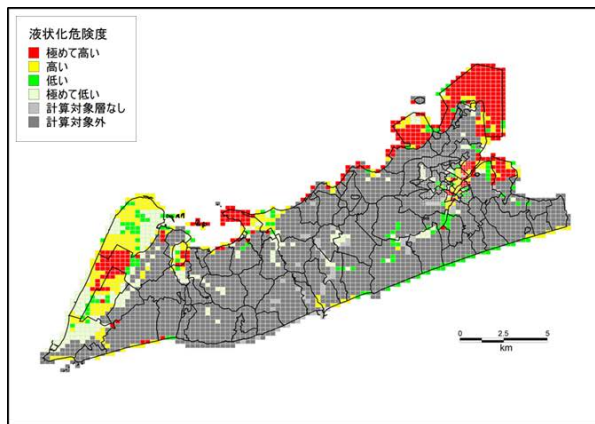 液状化危険度
極めて高い
高い
低い
極めて低い
計算対象層なし
計算対象外
0 2.5 5
km